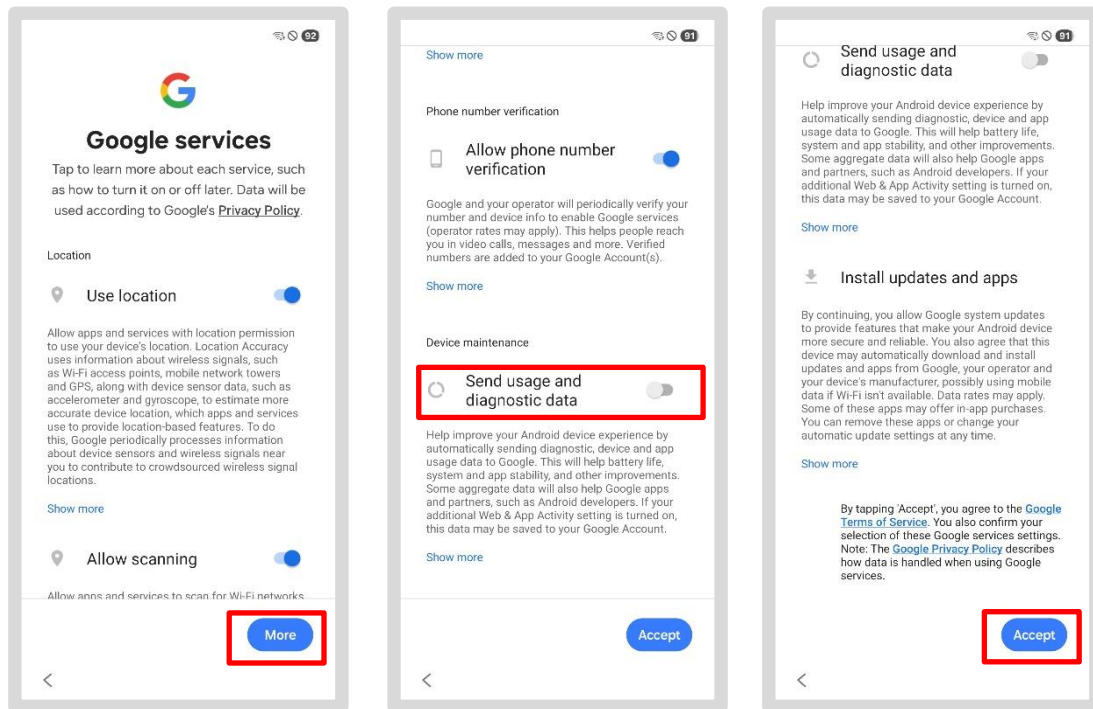 92
Google services
Tap to learn more about each service, such
as how to turn it on or off later. Data will be
used according to Google's Privacy Policy.
Location
Use location
Allow apps and services with location permission
to use your device's location. Location Accuracy
uses information about wireless signals, such
as Wi-Fi access points, mobile network towers
and GPS, along with device sensor data, such as
accelerometer and gyroscope, to estimate more
accurate device location, which apps and services
use to provide location-based features. To do
this, Google periodically processes information
about device sensors and wireless signals near
you to contribute to crowdsourced wireless signal
locations.
Show more
Allow scanning
Allow apps and services to scan for Wi-Fi networks
More
91
Show more
Phone number verification
Allow phone number
verification
Google and your operator will periodically verify your
number and device info to enable Google services
(operator rates may apply). This helps people reach
you in video calls, messages and more. Verified
numbers are added to your Google Account(s).
Show more
Device maintenance
Send usage and
diagnostic data
Help improve your Android device experience by
automatically sending diagnostic, device and app
usage data to Google. This will help battery life,
system and app stability, and other improvements.
Some aggregate data will also help Google apps
and partners, such as Android developers. If your
additional Web & App Activity setting is turned on,
this data may be saved to your Google Account.
Show more
Accept
91
Send usage and
diagnostic data
Help improve your Android device experience by
automatically sending diagnostic, device and app
usage data to Google. This will help battery life,
system and app stability, and other improvements.
Some aggregate data will also help Google apps
and partners, such as Android developers. If your
additional Web & App Activity setting is turned on,
this data may be saved to your Google Account.
Show more
Install updates and apps
By continuing, you allow Google system updates
to provide features that make your Android device
more secure and reliable. You also agree that this
device may automatically download and install
updates and apps from Google, your operator and
your device's manufacturer, possibly using mobile
data if Wi-Fi isn't available. Data rates may apply.
Some of these apps may offer in-app purchases.
You can remove these apps or change your
automatic update settings at any time.
Show more
By tapping 'Accept', you agree to the Google
Terms of Service. You also confirm your
selection of these Google services settings.
Note: The Google Privacy Policy describes
how data is handled when using Google
services.
Accept